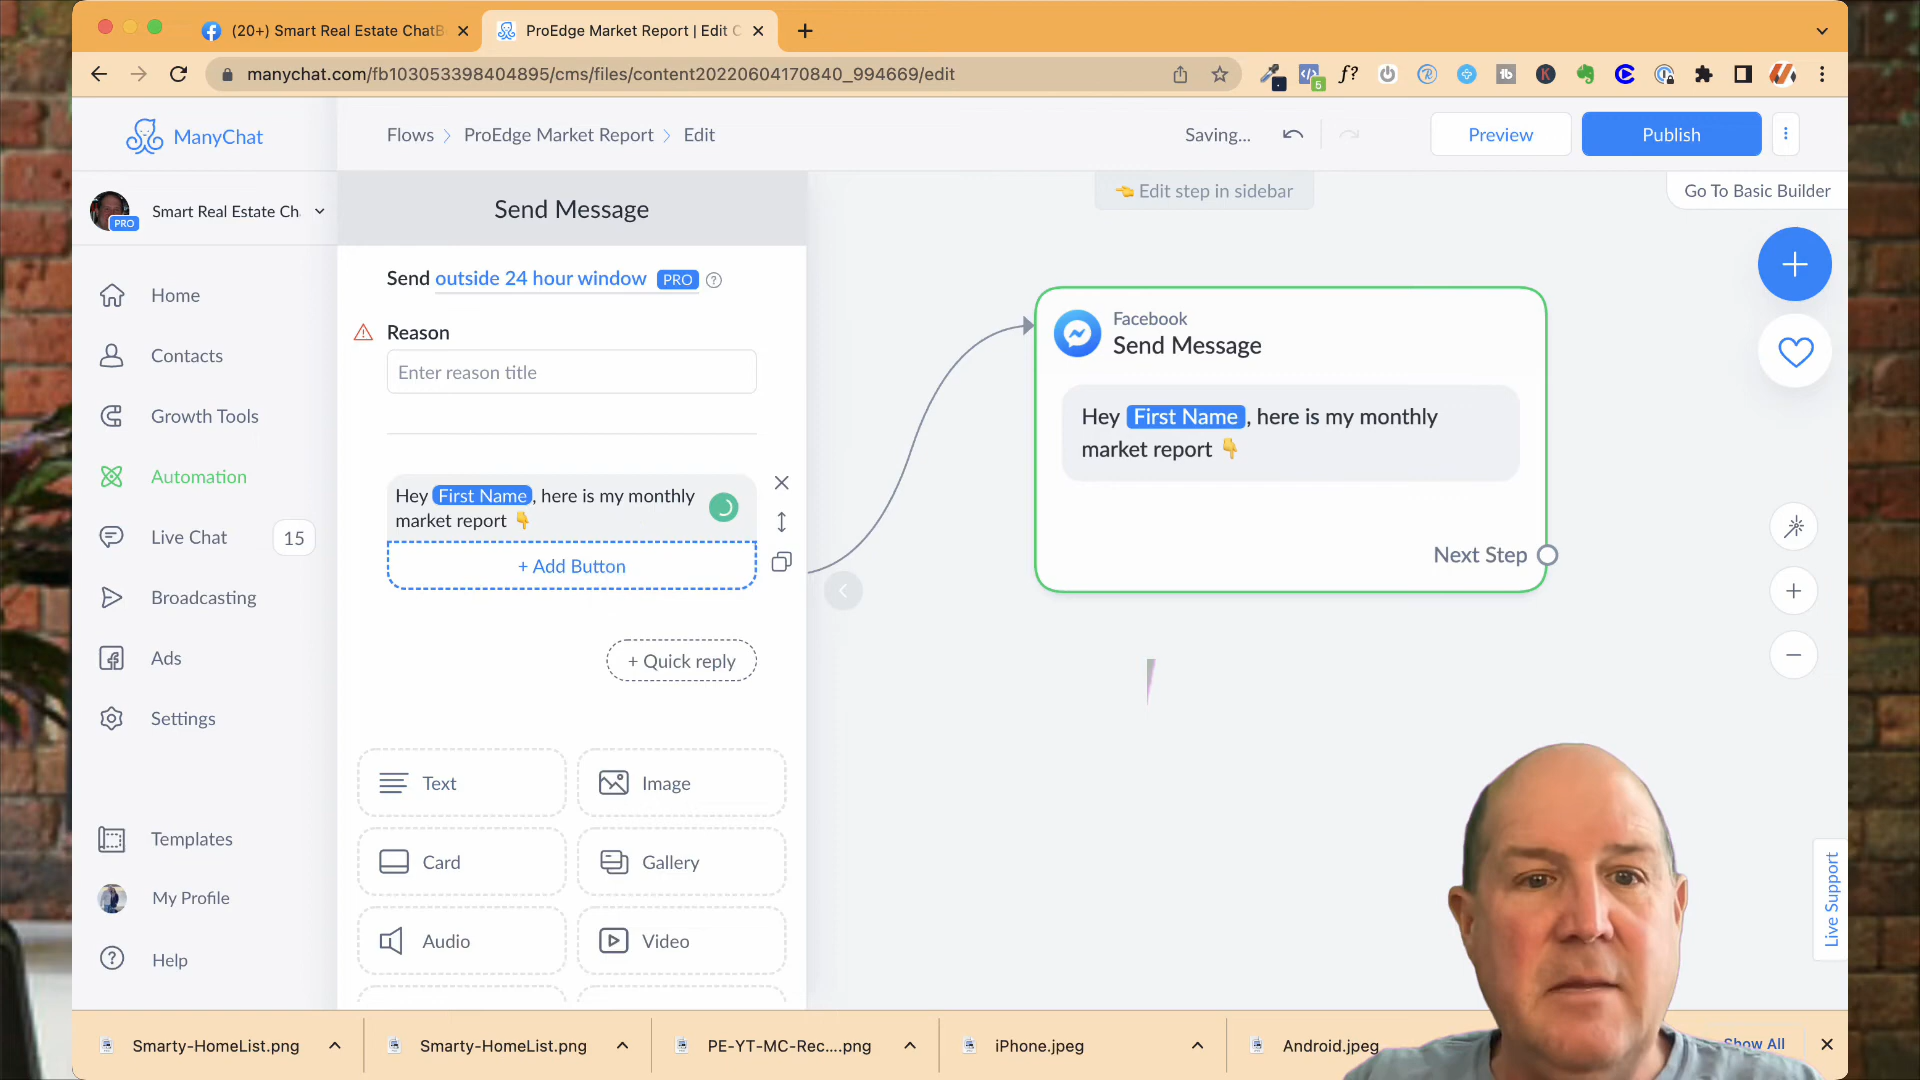 (20+) Smart Real Estate ChatB
ProEdge Market Report | Edit C
manychat.com/fb103053398404895/cms/files/content20220604170840_994669/edit
5
f?
R
tb
K
ManyChat
Flows
ProEdge Market Report
Edit
Saving...
Preview
Publish
Smart Real Estate Ch
PRO
Send Message
👈 Edit step in sidebar
Go To Basic Builder
Home
Contacts
Growth Tools
Automation
Live Chat
15
Broadcasting
Ads
Settings
Templates
My Profile
Help
Send outside 24 hour window PRO ?
Reason
Enter reason title
Hey First Name, here is my monthly
market report 👇
+ Add Button
+ Quick reply
Text
Image
Card
Gallery
Audio
Video
Facebook
Send Message
Hey First Name, here is my monthly
market report 👇
Next Step
Live Support
Smarty-HomeList.png
Smarty-HomeList.png
PE-YT-MC-Rec....png
iPhone.jpeg
Android.jpeg
Show All